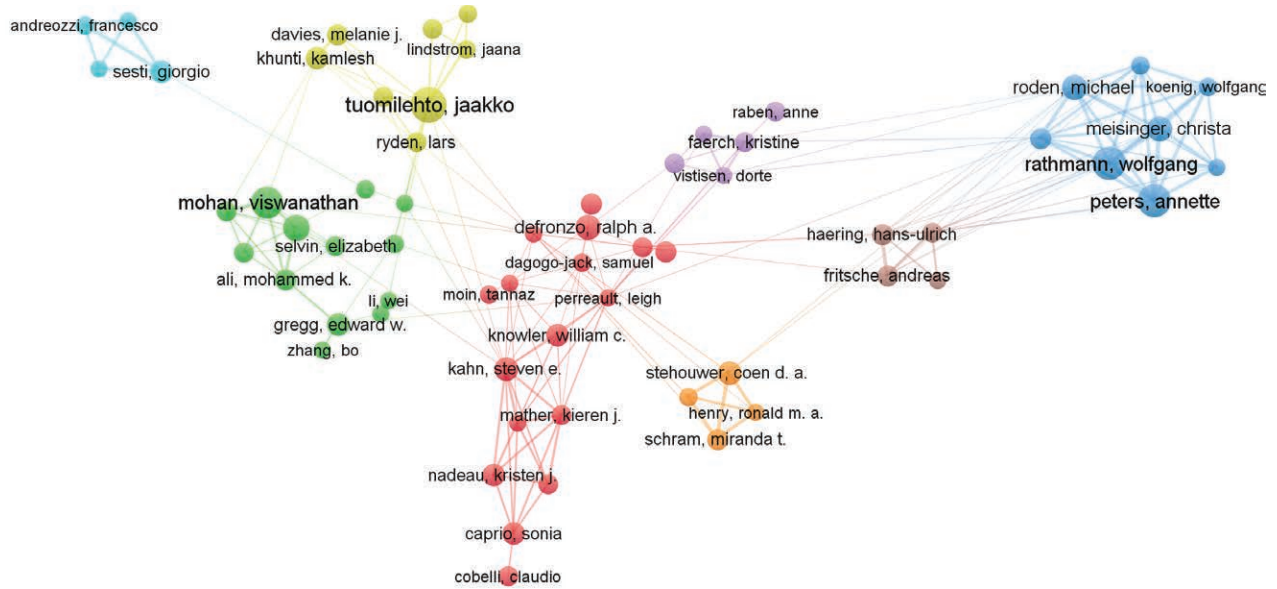 andreozzi, francesco
sesti, giorgio
davies, melanie j.
khunti, kamlesh
lindstrom, jaana
tuomilehto, jaakko
ryden, lars
mohan, viswanathan
selvin, elizabeth
ali, mohammed k.
li, wei
gregg, edward w.
zhang, bo
raben, anne
faerch, kristine
vistisen, dorte
defronzo, ralph a.
dagogo-jack, samuel
moin, tannaz
perreault, leigh
knowler, william c.
kahn, steven e.
mather, kieren j.
nadeau, kristen j.
caprio, sonia
cobelli, claudio
stehouwer, coen d. a.
henry, ronald m. a.
schram, miranda t.
haering, hans-ulrich
fritsche, andreas
roden, michael
koenig, wolfgang
meisinger, christa
rathmann, wolfgang
peters, annette